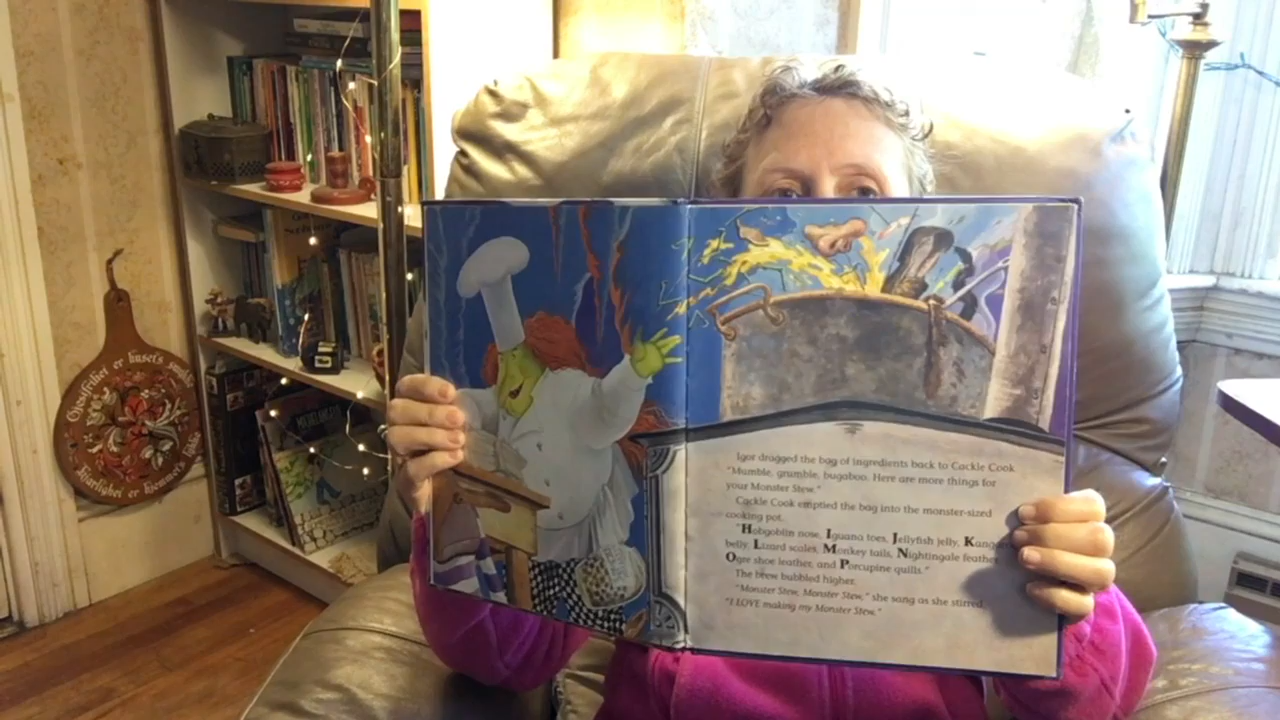 Igor dragged the bag of ingredients back to Cackle Cook
"Mumble, grumble, bugaboo. Here are more things for
your Monster Stew."
Cackle Cook emptied the bag into the monster-sized
cooking pot.
"Hobgoblin nose, Iguana toes, Jellyfish jelly,
belly, Lizard scales, Monkey tails, Nightingale
Ogre shoe leather, and Porcupine quills."
The brew bubbled higher.
"Monster Stew, Monster Stew," she sang as she stirred.
"I LOVE making my Monster Stew."